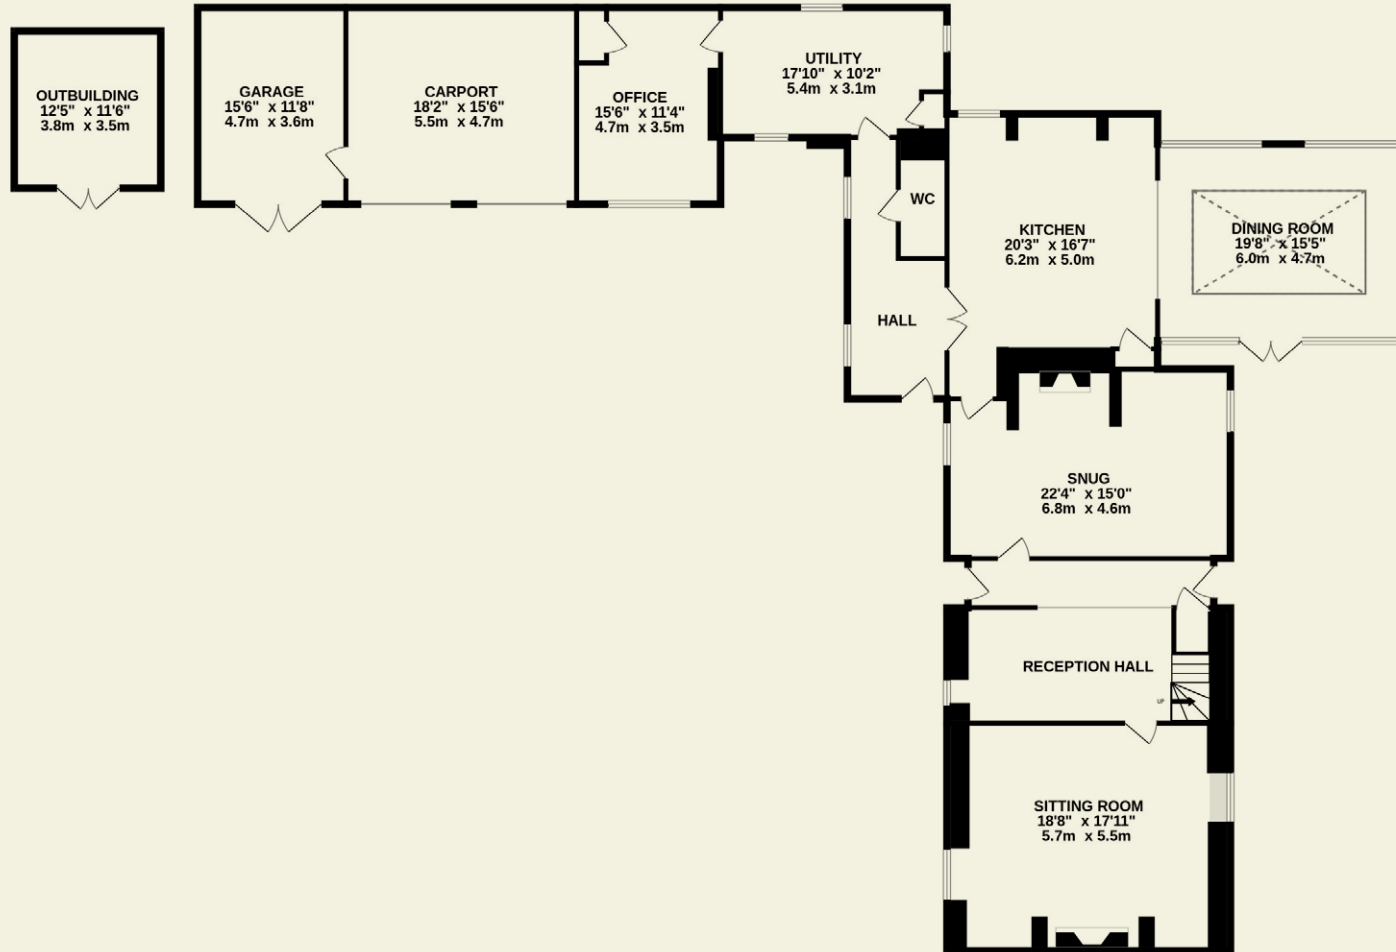 OUTBUILDING
12'5" x 11'6"
3.8m x 3.5m
GARAGE
15'6" x 11'8"
4.7m x 3.6m
CARPORT
18'2" x 15'6"
5.5m x 4.7m
OFFICE
15'6" x 11'4"
4.7m x 3.5m
UTILITY
17'10" x 10'2"
5.4m x 3.1m
WC
KITCHEN
20'3" x 16'7"
6.2m x 5.0m
DINING ROOM
19'8" x 15'5"
6.0m x 4.7m
HALL
SNUG
22'4" x 15'0"
6.8m x 4.6m
RECEPTION HALL
UP
SITTING ROOM
18'8" x 17'11"
5.7m x 5.5m